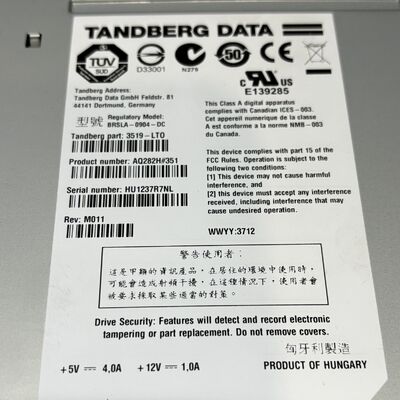 TANDBERG DATA
TÜV
SÜD
D33001
N276
50
CE
UL US
E139285
Tandberg Address:
Tandberg Data GmbH Feldstr. 81
44141 Dortmund, Germany
型號 Regulatory Model:
BRSLA-0904-DC
Tandberg part: 3519-LTO
Product number: AQ282H#351
Serial number: HU1237R7NL
Rev: M011
This Class A digital apparatus
complies with Canadian ICES-003.
Cet appareil numerique de la classe
A est conforme a la norme NMB-003
du Canada.
This device complies with part 15 of the
FCC Rules. Operation is subject to the
following two conditions:
[1] This device may not cause harmful
interference, and
[2] this device must accept any interference
received, including interference that may
cause undesired operation.
WWYY:3712
警告使用者:
這是甲類的資訊產品,在居住的環境中使用時,
可能會造成射頻干擾,在這種情況下,使用者會
被要求採取某些適當的對策。
Drive Security: Features will detect and record electronic
tampering or part replacement. Do not remove covers.
匈牙利製造
+5V 4,0A +12V 1,0A
PRODUCT OF HUNGARY